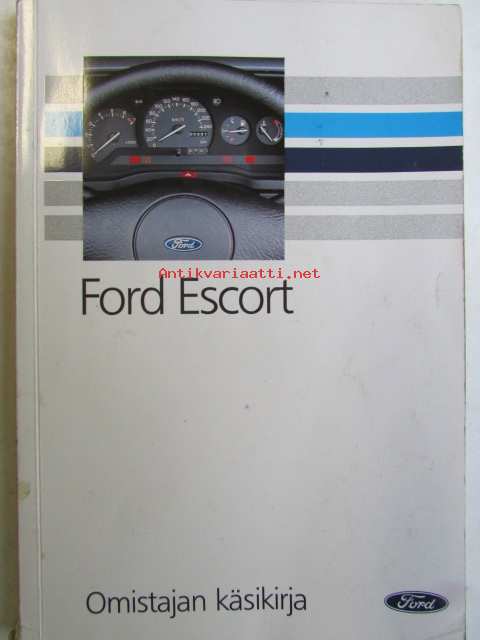 Ford
Antikvariaatti.net
Ford Escort
Omistajan käsikirja
Ford